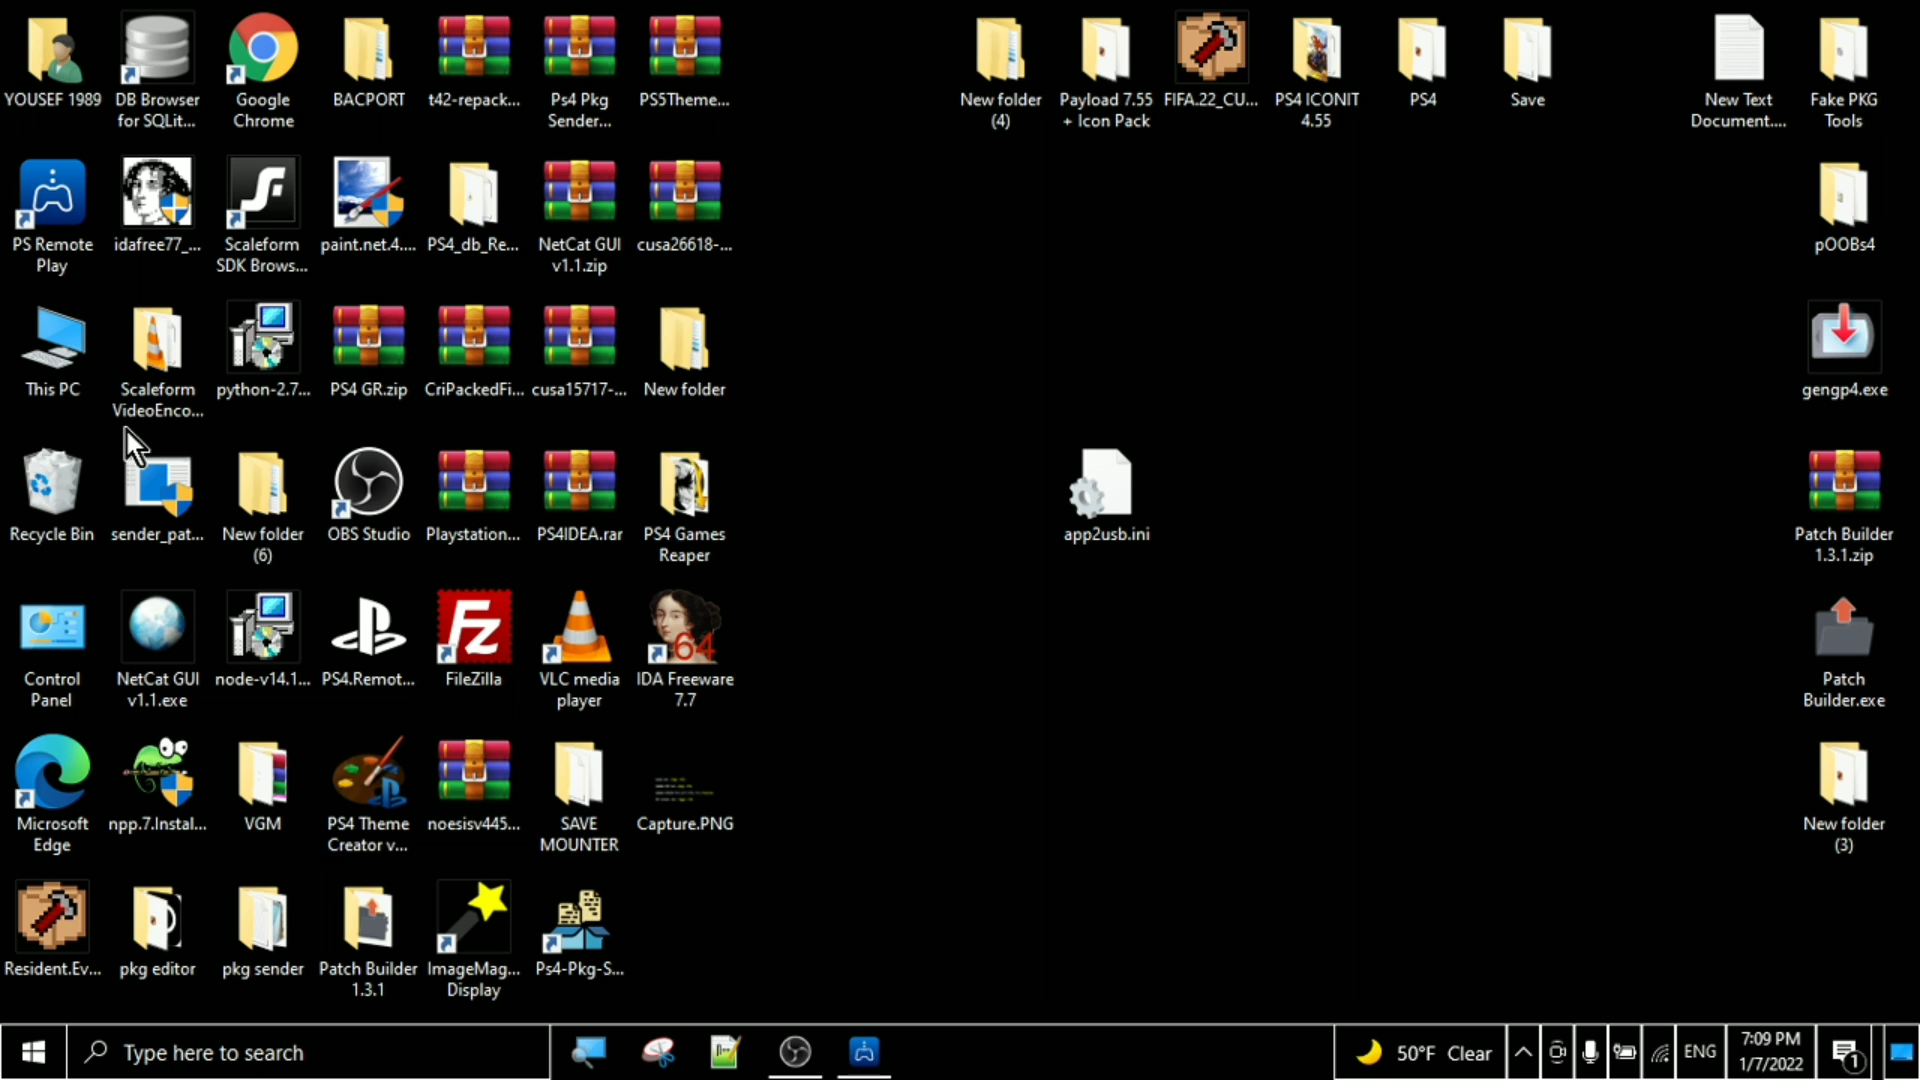 YOUSEF 1989
DB Browser
for SQLit...
Google
Chrome
BACPORT
t42-repack...
Ps4 Pkg
Sender...
PS5Theme...
New folder
(4)
Payload 7.55
+ Icon Pack
FIFA.22_CU...
PS4 ICONIT
4.55
PS4
Save
New Text
Document....
Fake PKG
Tools
PS Remote
Play
idafree77_...
Scaleform
SDK Brows...
paint.net.4....
PS4_db_Re...
NetCat GUI
v1.1.zip
cusa26618-...
pOOBs4
This PC
Scaleform
VideoEnco...
python-2.7...
PS4 GR.zip
CriPackedFi...
cusa15717-...
New folder
gengp4.exe
Recycle Bin
sender_pat...
New folder
(6)
OBS Studio
Playstation...
PS4IDEA.rar
PS4 Games
Reaper
app2usb.ini
Patch Builder
1.3.1.zip
Fz
64
Control
Panel
NetCat GUI
v1.1.exe
node-v14.1...
PS4.Remot...
FileZilla
VLC media
player
IDA Freeware
7.7
Patch
Builder.exe
Microsoft
Edge
npp.7.Instal...
VGM
PS4 Theme
Creator v...
noesisv445...
SAVE
MOUNTER
Capture.PNG
New folder
(3)
Resident.Ev...
pkg editor
pkg sender
Patch Builder
1.3.1
ImageMag...
Display
Ps4-Pkg-S...
Type here to search
50°F Clear
ENG
7:09 PM
1/7/2022
1